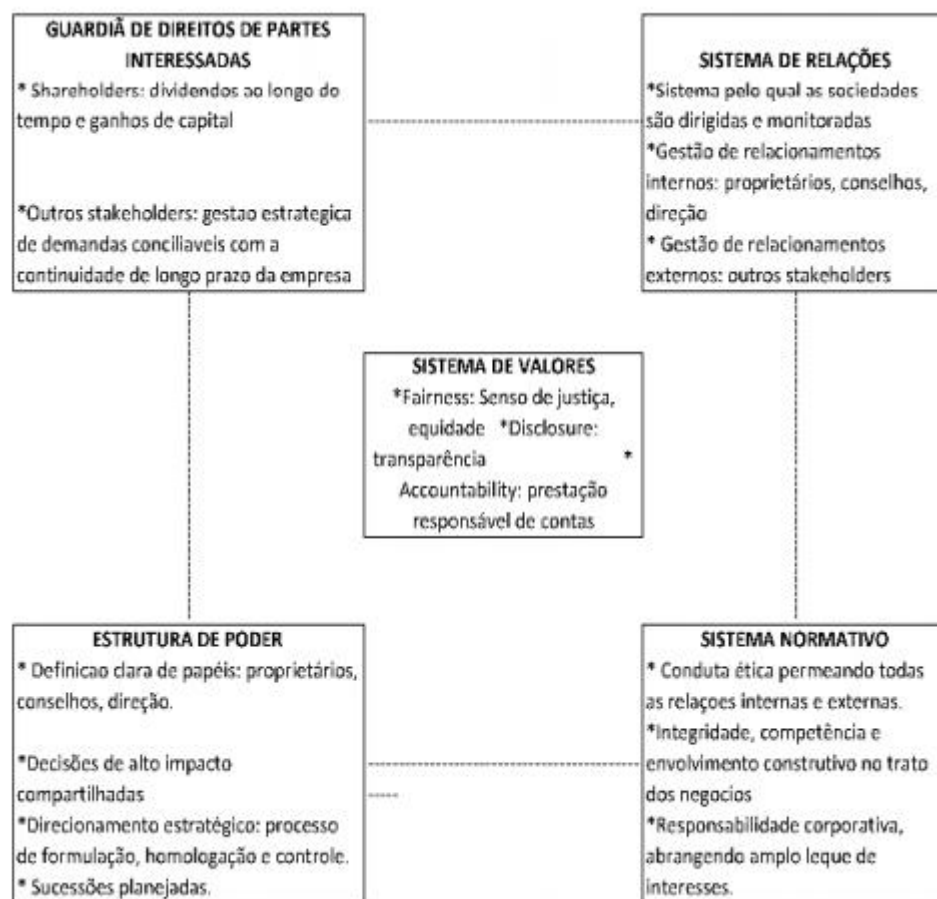 GUARDIÃ DE DIREITOS DE PARTES
INTERESSADAS
* Shareholders: dividendos ao longo do
tempo e ganhos de capital
*Outros stakeholders: gestao estrategica
de demandas conciliaveis com a
continuidade de longo prazo da empresa
SISTEMA DE RELAÇÕES
*Sistema pelo qual as sociedades
são dirigidas e monitoradas
*Gestão de relacionamentos
internos: proprietários, conselhos,
direção
* Gestão de relacionamentos
externos: outros stakeholders
SISTEMA DE VALORES
*Fairness: Senso de justiça,
equidade *Disclosure:
transparência *
Accountability: prestação
responsável de contas
ESTRUTURA DE PODER
* Definicao clara de papéis: proprietários,
conselhos, direção.
*Decisões de alto impacto
compartilhadas
*Direcionamento estratégico: processo
de formulação, homologação e controle.
* Sucessões planejadas.
SISTEMA NORMATIVO
* Conduta ética permeando todas
as relaçoes internas e externas.
*Integridade, competência e
envolvimento construtivo no trato
dos negocios
*Responsabilidade corporativa,
abrangendo amplo leque de
interesses.